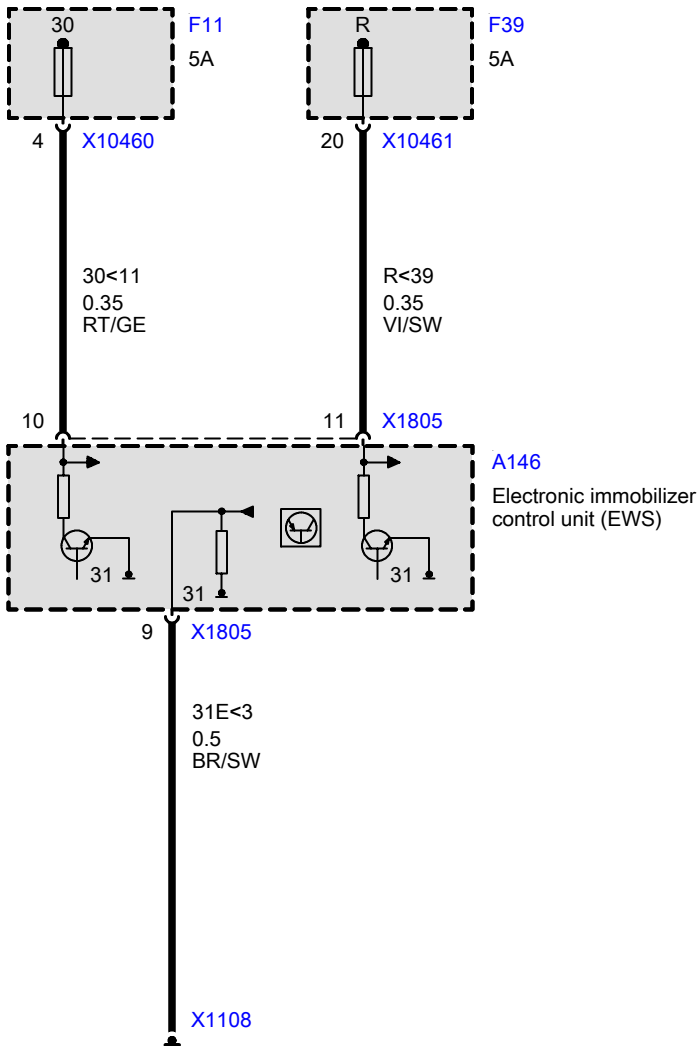 30
F11
5A
R
F39
5A
4
X10460
20
X10461
30<11
0.35
RT/GE
R<39
0.35
VI/SW
10
11
X1805
A146
Electronic immobilizer
control unit (EWS)
31
31
31
9
X1805
31E<3
0.5
BR/SW
X1108